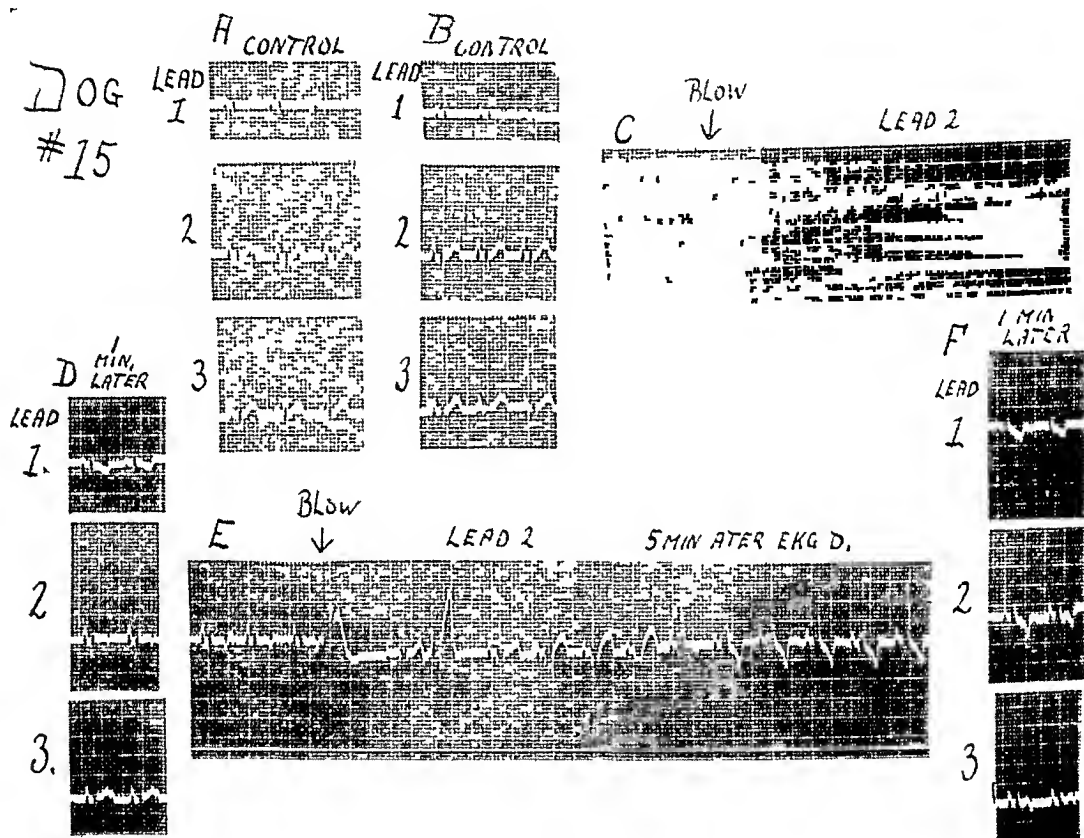 DOG
#15
A CONTROL
LEAD
I
2
3
B CONTROL
LEAD
1
2
3
C
BLOW
LEAD 2
D 1 MIN. LATER
LEAD
1.
2
3.
E
BLOW
LEAD 2
5 MIN ATER EKG D.
F 1 MIN LATER
LEAD
1
2
3